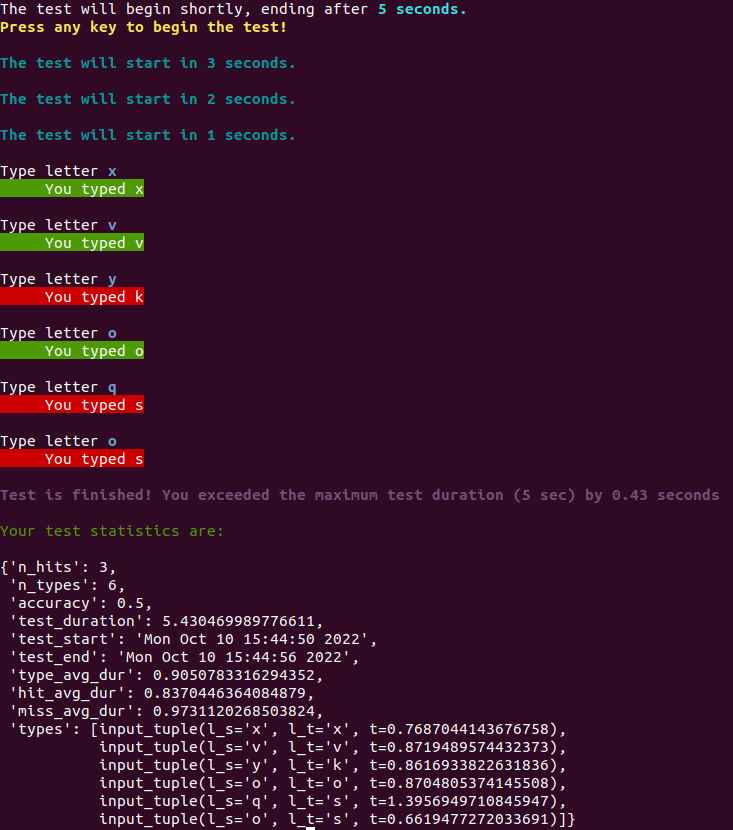 The test will begin shortly, ending after 5 seconds.
Press any key to begin the test!
The test will start in 3 seconds.
The test will start in 2 seconds.
The test will start in 1 seconds.
Type letter x
You typed x
Type letter v
You typed v
Type letter y
You typed k
Type letter o
You typed o
Type letter q
You typed s
Type letter o
You typed s
Test is finished! You exceeded the maximum test duration (5 sec) by 0.43 seconds
Your test statistics are:
{'n_hits': 3,
'n_types': 6,
'accuracy': 0.5,
'test_duration': 5.430469989776611,
'test_start': 'Mon Oct 10 15:44:50 2022',
'test_end': 'Mon Oct 10 15:44:56 2022',
'type_avg_dur': 0.9050783316294352,
'hit_avg_dur': 0.8370446364084879,
'miss_avg_dur': 0.9731120268503824,
'types': [input_tuple(l_s='x', l_t='x', t=0.7687044143676758),
input_tuple(l_s='v', l_t='v', t=0.8719489574432373),
input_tuple(l_s='y', l_t='k', t=0.8616933822631836),
input_tuple(l_s='o', l_t='o', t=0.8704805374145508),
input_tuple(l_s='q', l_t='s', t=1.3956949710845947),
input_tuple(l_s='o', l_t='s', t=0.6619477272033691)]}